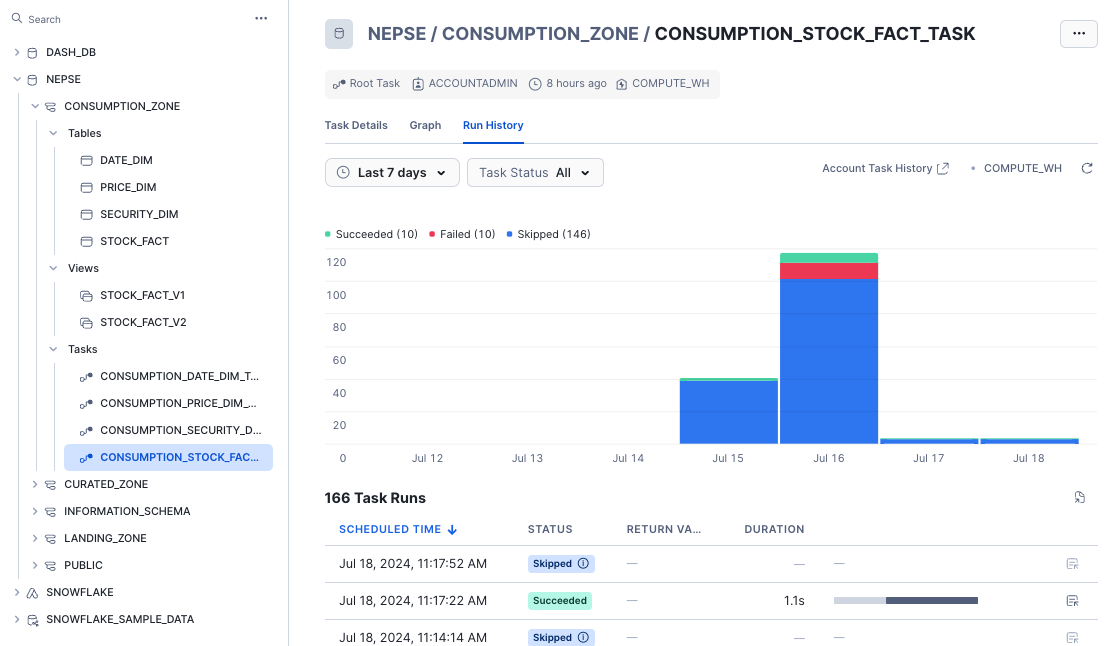 Search
DASH_DB
NEPSE
CONSUMPTION_ZONE
Tables
DATE_DIM
PRICE_DIM
SECURITY_DIM
STOCK_FACT
Views
STOCK_FACT_V1
STOCK_FACT_V2
Tasks
CONSUMPTION_DATE_DIM_T...
CONSUMPTION_PRICE_DIM_...
CONSUMPTION_SECURITY_D...
CONSUMPTION_STOCK_FAC...
CURATED_ZONE
INFORMATION_SCHEMA
LANDING_ZONE
PUBLIC
SNOWFLAKE
SNOWFLAKE_SAMPLE_DATA
NEPSE / CONSUMPTION_ZONE / CONSUMPTION_STOCK_FACT_TASK
Root Task ACCOUNTADMIN 8 hours ago COMPUTE_WH
Task Details Graph Run History
Last 7 days Task Status All Account Task History • COMPUTE_WH
Succeeded (10) Failed (10) Skipped (146)
120
100
80
60
40
20
0 Jul 12 Jul 13 Jul 14 Jul 15 Jul 16 Jul 17 Jul 18
166 Task Runs
SCHEDULED TIME STATUS RETURN VA... DURATION
Jul 18, 2024, 11:17:52 AM Skipped — — —
Jul 18, 2024, 11:17:22 AM Succeeded — 1.1s
Jul 18, 2024, 11:14:14 AM Skipped — — —